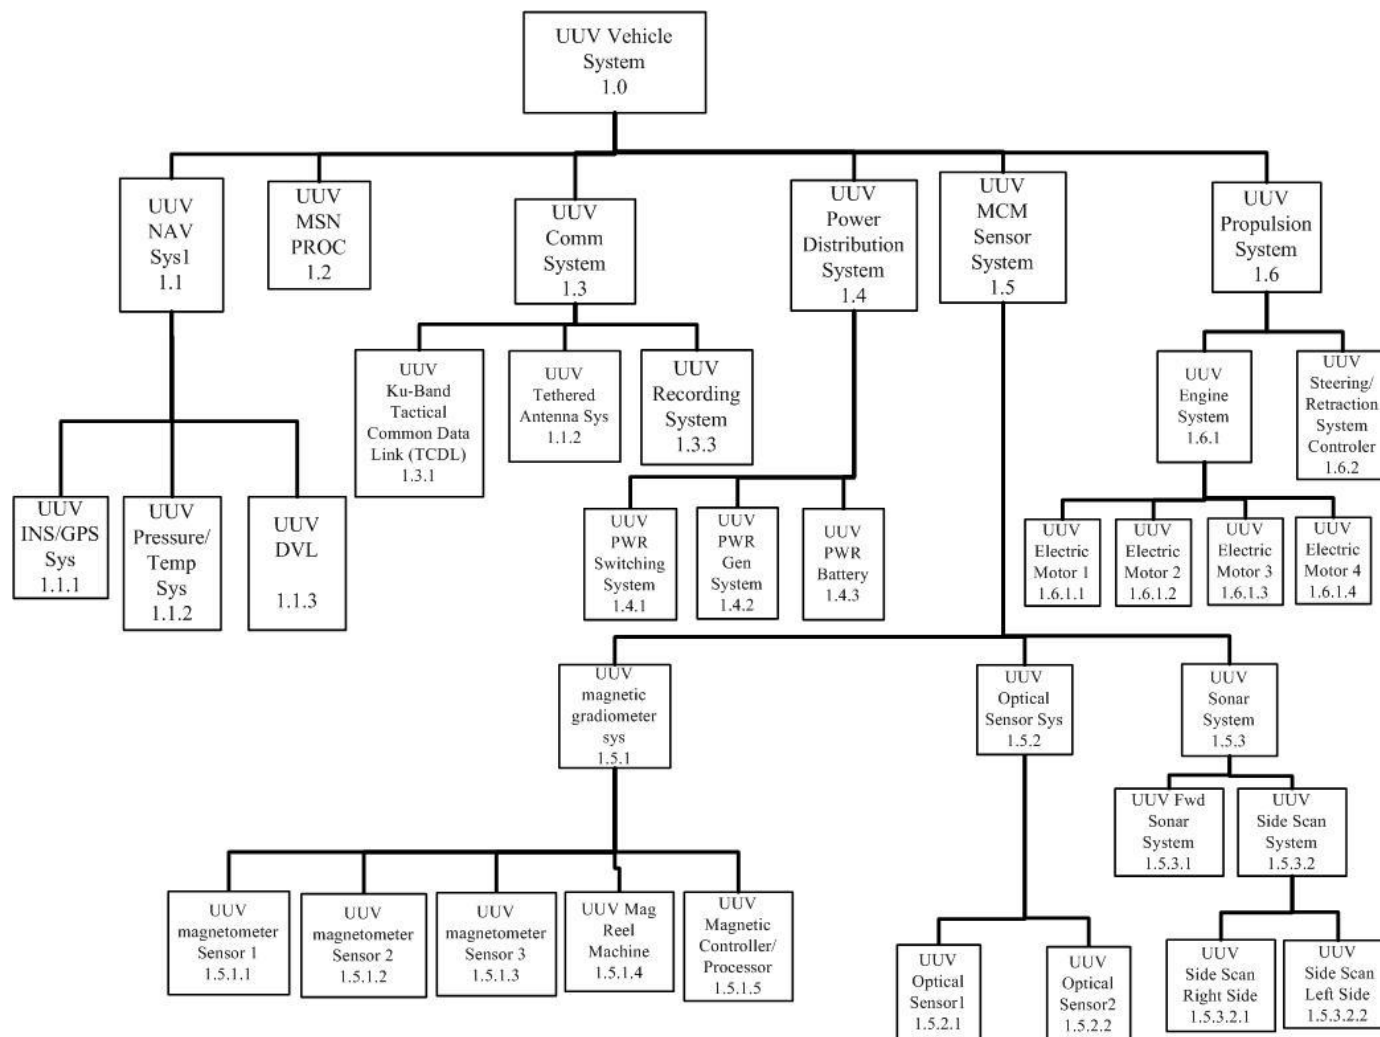 UUV Vehicle
System
1.0
UUV
NAV
Sys1
1.1
UUV
MSN
PROC
1.2
UUV
Comm
System
1.3
UUV
Power
Distribution
System
1.4
UUV
MCM
Sensor
System
1.5
UUV
Propulsion
System
1.6
UUV
Ku-Band
Tactical
Common Data
Link (TCDL)
1.3.1
UUV
Tethered
Antenna Sys
1.1.2
UUV
Recording
System
1.3.3
UUV
Engine
System
1.6.1
UUV
Steering/
Retraction
System
Controler
1.6.2
UUV
INS/GPS
Sys
1.1.1
UUV
Pressure/
Temp
Sys
1.1.2
UUV
DVL
1.1.3
UUV
PWR
Switching
System
1.4.1
UUV
PWR
Gen
System
1.4.2
UUV
PWR
Battery
1.4.3
UUV
Electric
Motor 1
1.6.1.1
UUV
Electric
Motor 2
1.6.1.2
UUV
Electric
Motor 3
1.6.1.3
UUV
Electric
Motor 4
1.6.1.4
UUV
magnetic
gradiometer
sys
1.5.1
UUV
Optical
Sensor Sys
1.5.2
UUV
Sonar
System
1.5.3
UUV Fwd
Sonar
System
1.5.3.1
UUV
Side Scan
System
1.5.3.2
UUV
magnetometer
Sensor 1
1.5.1.1
UUV
magnetometer
Sensor 2
1.5.1.2
UUV
magnetometer
Sensor 3
1.5.1.3
UUV Mag
Reel
Machine
1.5.1.4
UUV
Magnetic
Controller/
Processor
1.5.1.5
UUV
Optical
Sensor1
1.5.2.1
UUV
Optical
Sensor2
1.5.2.2
UUV
Side Scan
Right Side
1.5.3.2.1
UUV
Side Scan
Left Side
1.5.3.2.2